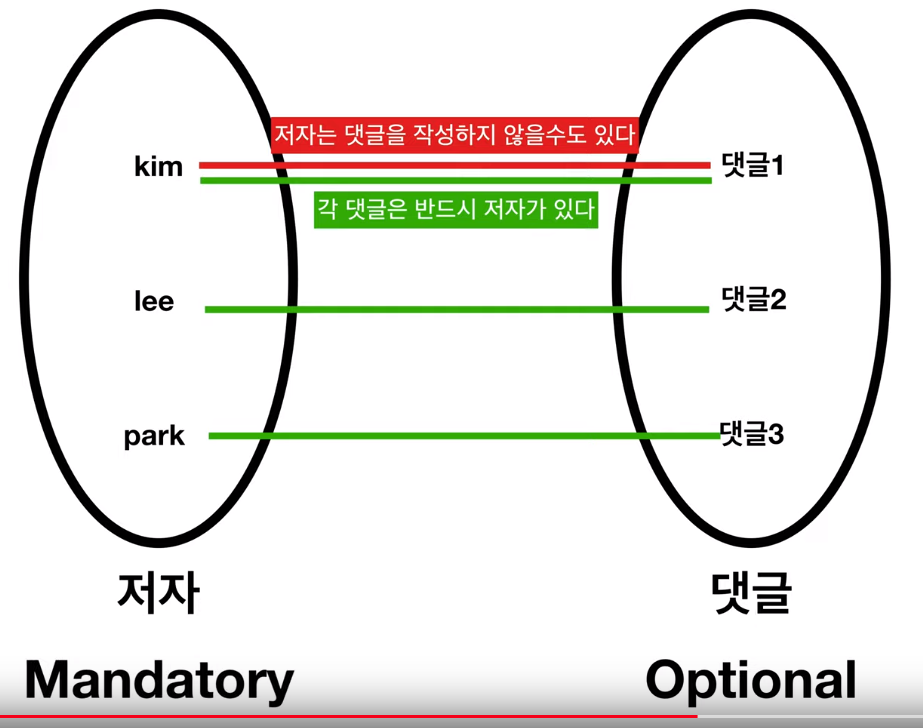 저자는 댓글을 작성하지 않을수도 있다
kim
댓글1
각 댓글은 반드시 저자가 있다
lee
댓글2
park
댓글3
저자
댓글
Mandatory
Optional